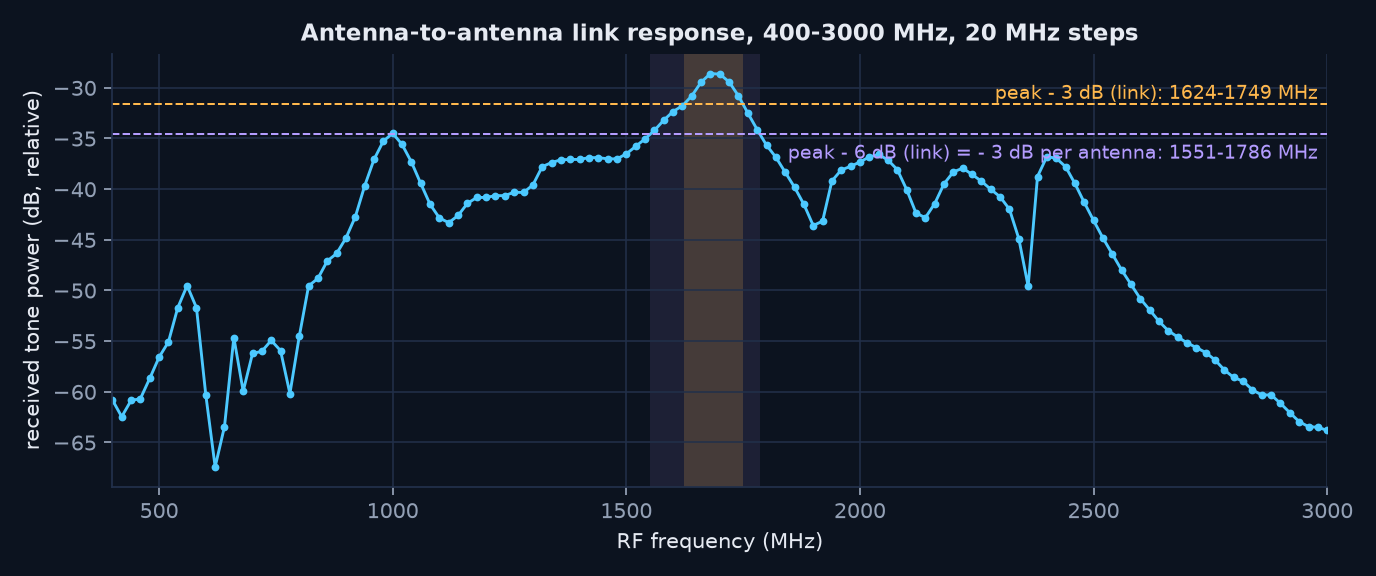 Antenna-to-antenna link response, 400-3000 MHz, 20 MHz steps
received tone power (dB, relative)
−30
−35
−40
−45
−50
−55
−60
−65
peak - 3 dB (link): 1624-1749 MHz
peak - 6 dB (link) = - 3 dB per antenna: 1551-1786 MHz
500
1000
1500
2000
2500
3000
RF frequency (MHz)